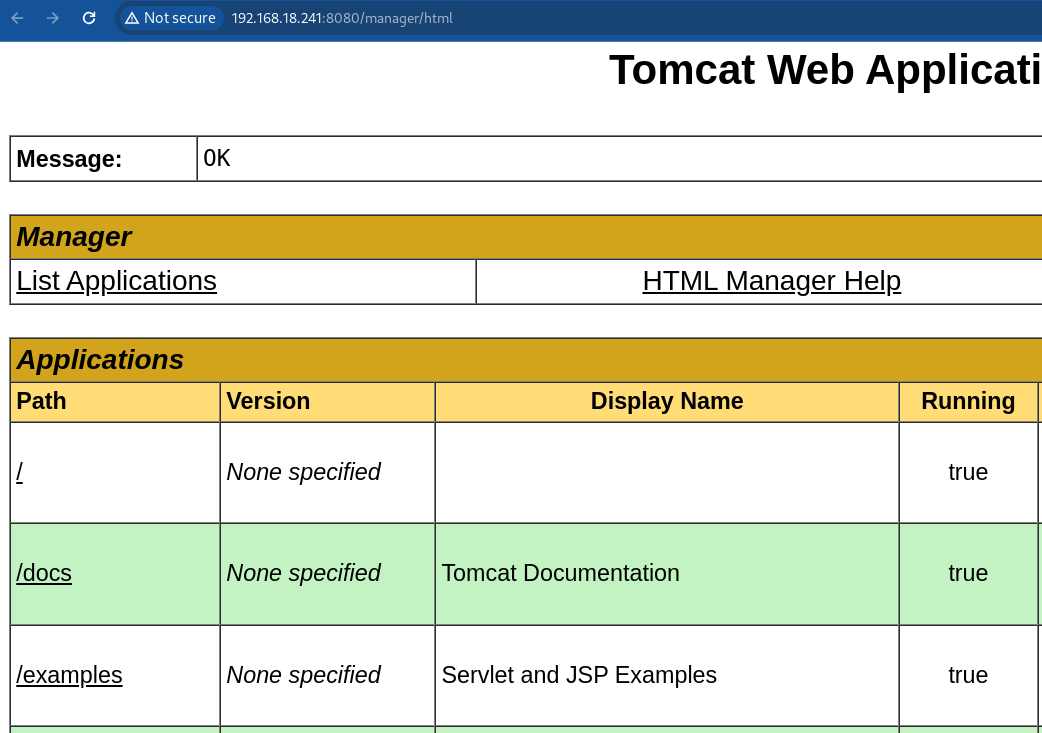 Not secure 192.168.18.241:8080/manager/html
Tomcat Web Applicati
Message: OK
Manager
List Applications HTML Manager Help
Applications
Path Version Display Name Running
/ None specified true
/docs None specified Tomcat Documentation true
/examples None specified Servlet and JSP Examples true